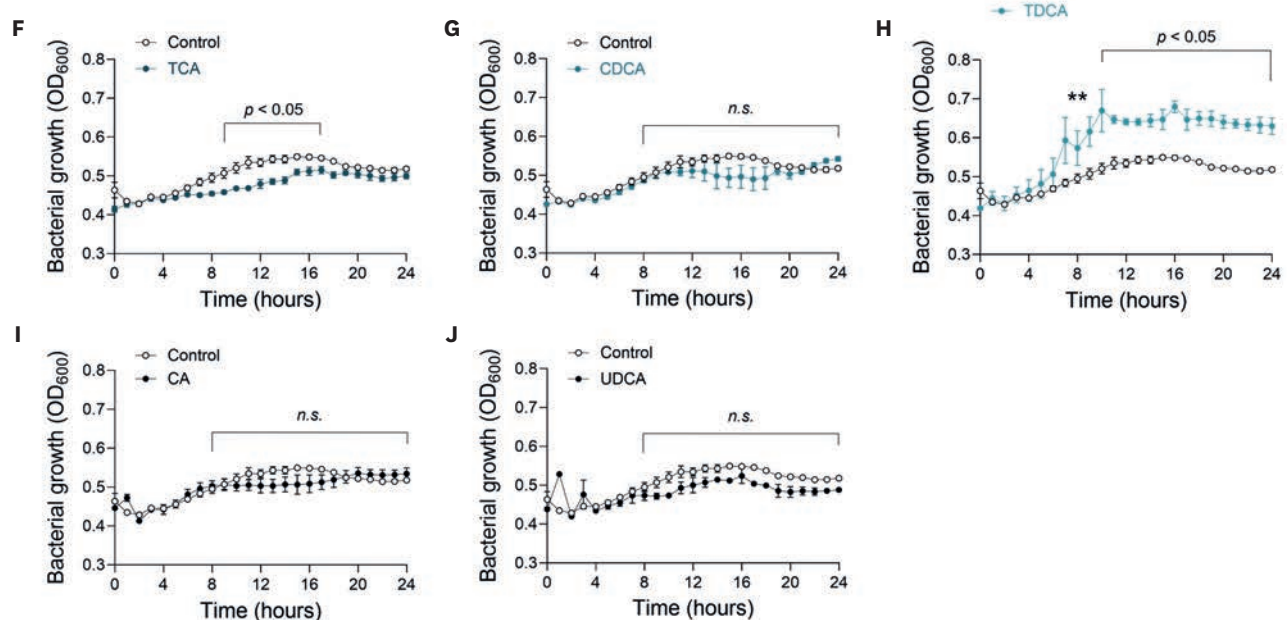 F
Control
TCA
p < 0.05
Bacterial growth (OD600)
0.8
0.7
0.6
0.5
0.4
0.3
0 4 8 12 16 20 24
Time (hours)
G
Control
CDCA
n.s.
Bacterial growth (OD600)
0.8
0.7
0.6
0.5
0.4
0.3
0 4 8 12 16 20 24
Time (hours)
H
TDCA
p < 0.05
**
Bacterial growth (OD600)
0.8
0.7
0.6
0.5
0.4
0.3
0 4 8 12 16 20 24
Time (hours)
I
Control
CA
n.s.
Bacterial growth (OD600)
0.8
0.7
0.6
0.5
0.4
0.3
0 4 8 12 16 20 24
Time (hours)
J
Control
UDCA
n.s.
Bacterial growth (OD600)
0.8
0.7
0.6
0.5
0.4
0.3
0 4 8 12 16 20 24
Time (hours)